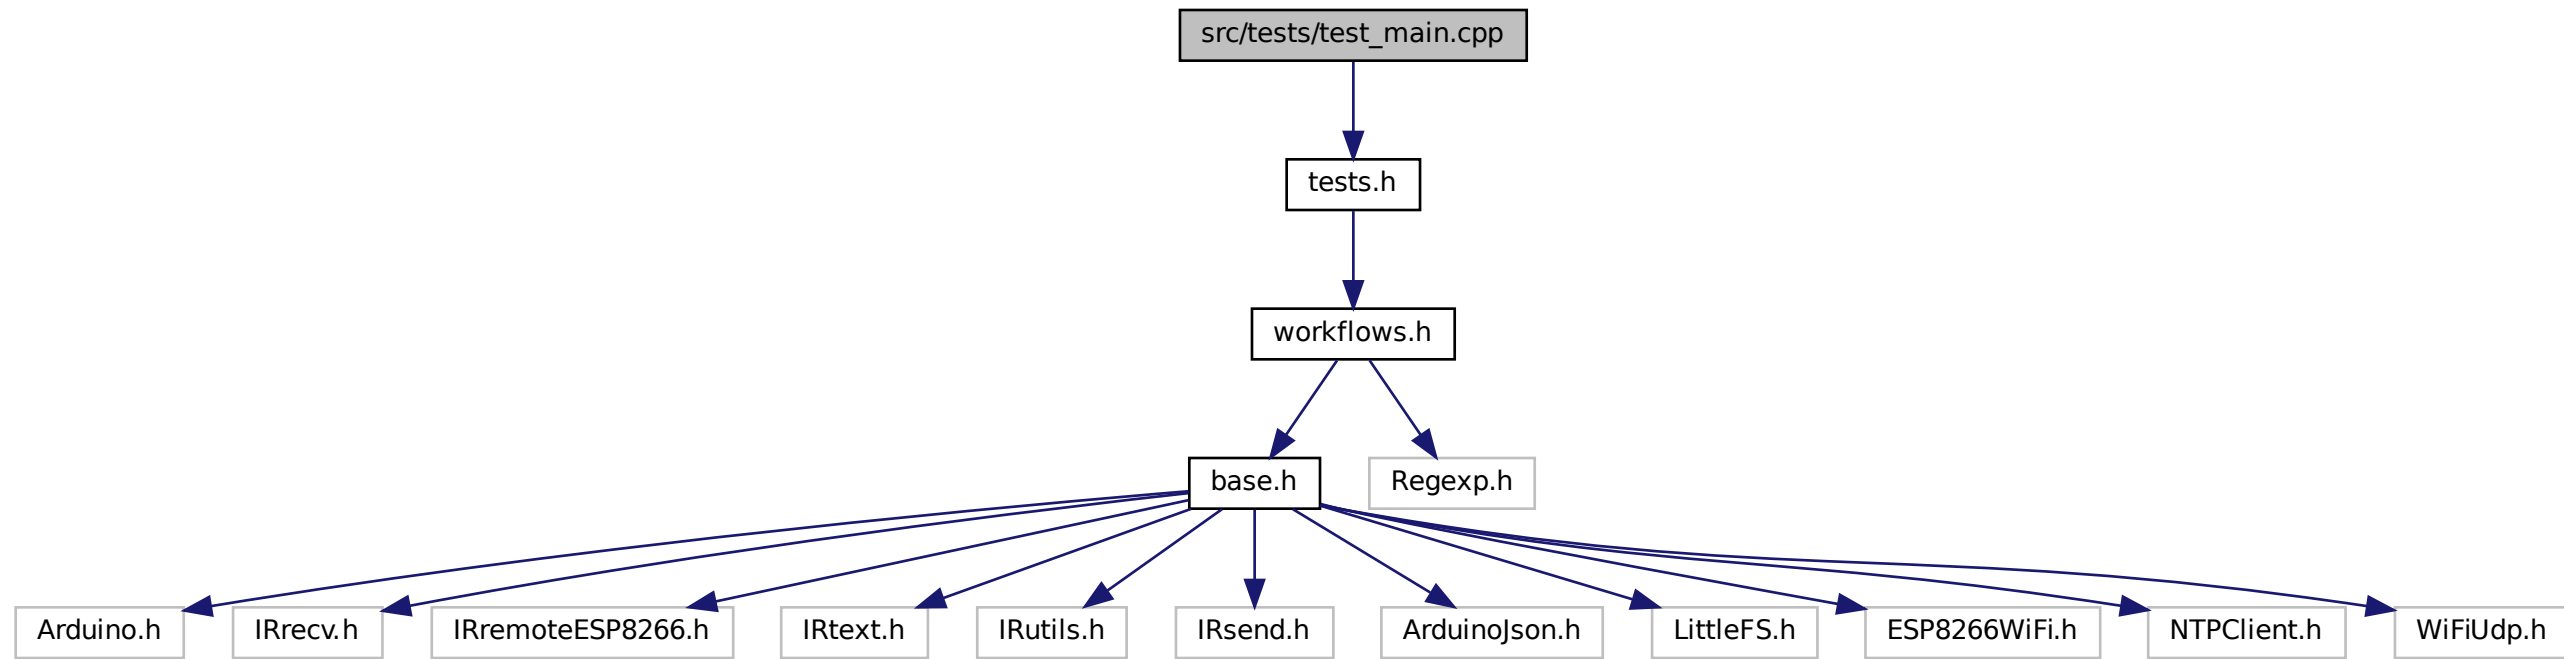 src/tests/test_main.cpp
tests.h
workflows.h
base.h
Regexp.h
Arduino.h
IRrecv.h
IRremoteESP8266.h
IRtext.h
IRutils.h
IRsend.h
ArduinoJson.h
LittleFS.h
ESP8266WiFi.h
NTPClient.h
WiFiUdp.h